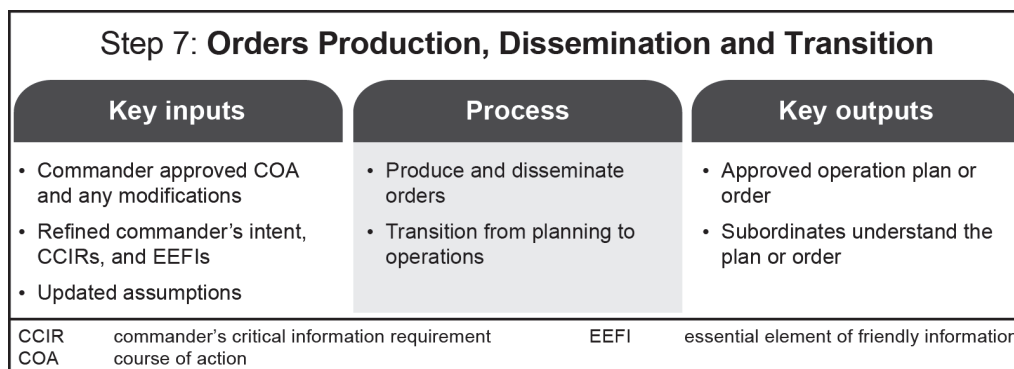 Step 7: Orders Production, Dissemination and Transition
Key inputs
• Commander approved COA
and any modifications
• Refined commander’s intent,
CCIRs, and EEFIs
• Updated assumptions
Process
• Produce and disseminate
orders
• Transition from planning to
operations
Key outputs
• Approved operation plan or
order
• Subordinates understand the
plan or order
CCIR commander’s critical information requirement
COA course of action
EEFI essential element of friendly information